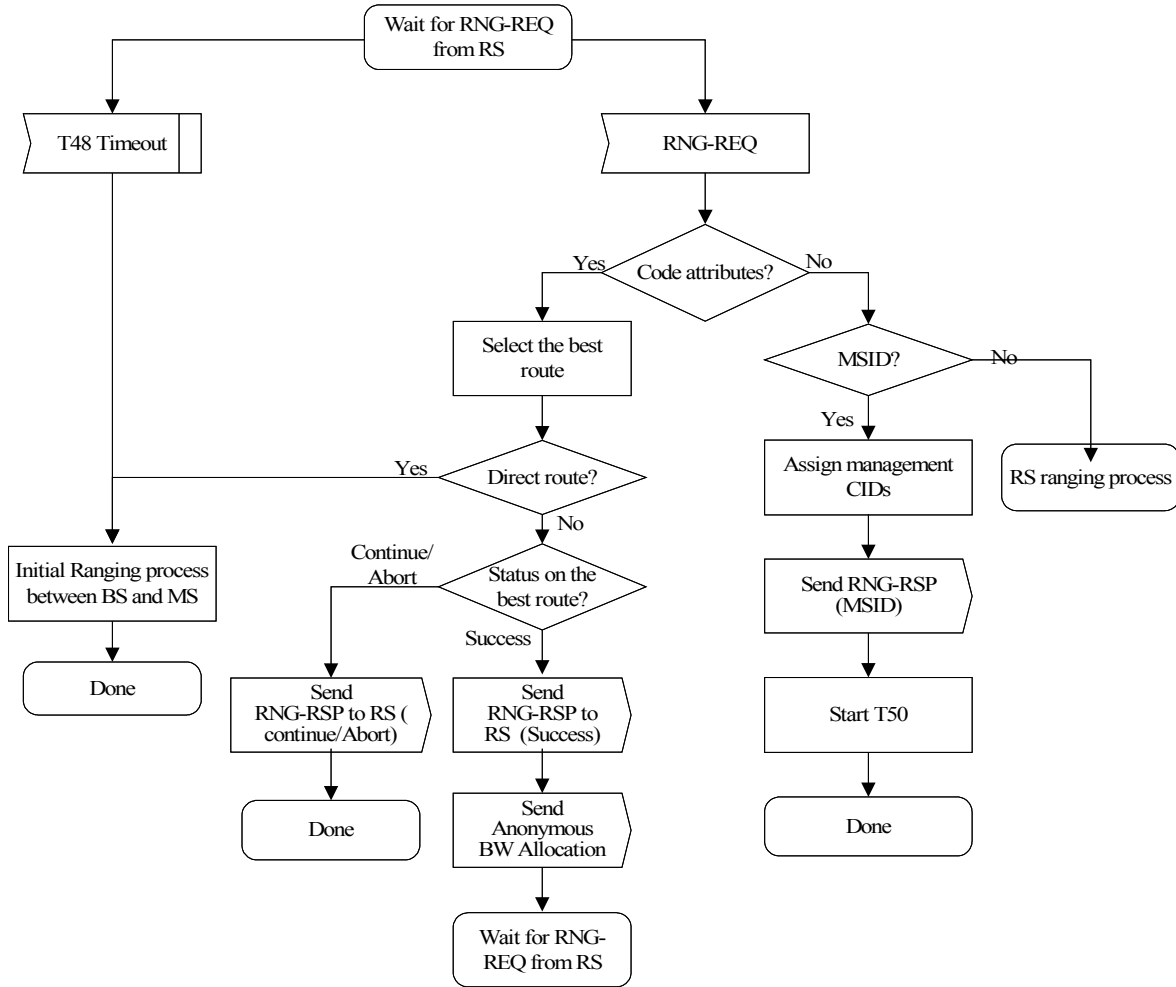 Wait for RNG-REQ
from RS
T48 Timeout
RNG-REQ
Code attributes?
Yes
No
Select the best
route
MSID?
No
Yes
Direct route?
Yes
No
Assign management
CIDs
RS ranging process
Initial Ranging process
between BS and MS
Continue/
Abort
Status on the
best route?
Success
Send RNG-RSP
(MSID)
Done
Send
RNG-RSP to RS (
continue/Abort)
Send
RNG-RSP to
RS (Success)
Start T50
Done
Send
Anonymous
BW Allocation
Done
Wait for RNG-
REQ from RS